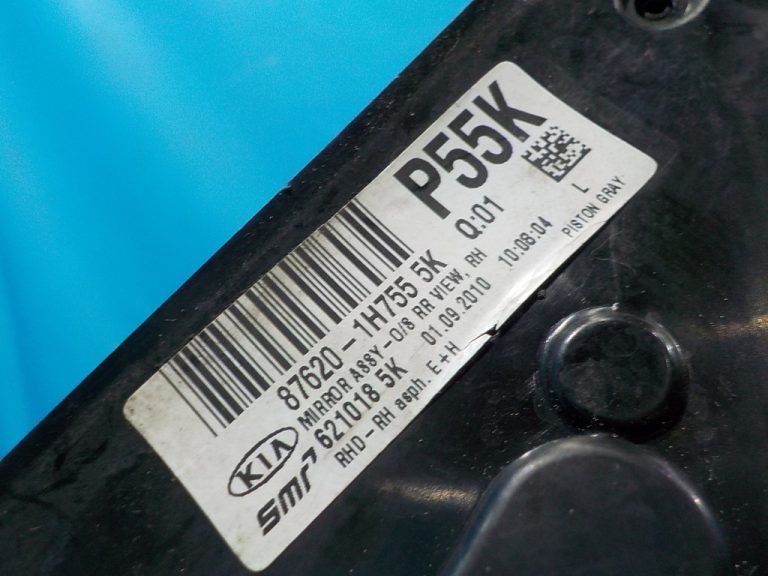 P55K
Q:01
87620-1H755 5K
KIA MIRROR ASSY-O/S RR VIEW, RH
smr 621018 5K 01.09.2010 10:08:04 L
RHD-RH asph. E+H PISTON GRAY